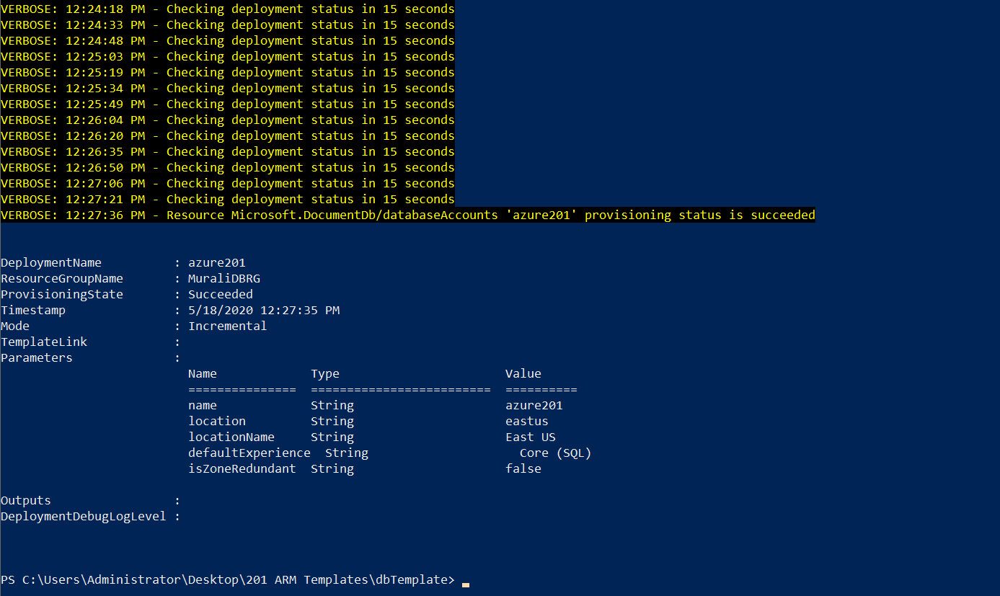 VERBOSE: 12:24:18 PM - Checking deployment status in 15 seconds
VERBOSE: 12:24:33 PM - Checking deployment status in 15 seconds
VERBOSE: 12:24:48 PM - Checking deployment status in 15 seconds
VERBOSE: 12:25:03 PM - Checking deployment status in 15 seconds
VERBOSE: 12:25:19 PM - Checking deployment status in 15 seconds
VERBOSE: 12:25:34 PM - Checking deployment status in 15 seconds
VERBOSE: 12:25:49 PM - Checking deployment status in 15 seconds
VERBOSE: 12:26:04 PM - Checking deployment status in 15 seconds
VERBOSE: 12:26:20 PM - Checking deployment status in 15 seconds
VERBOSE: 12:26:35 PM - Checking deployment status in 15 seconds
VERBOSE: 12:26:50 PM - Checking deployment status in 15 seconds
VERBOSE: 12:27:06 PM - Checking deployment status in 15 seconds
VERBOSE: 12:27:21 PM - Checking deployment status in 15 seconds
VERBOSE: 12:27:36 PM - Resource Microsoft.DocumentDb/databaseAccounts 'azure201' provisioning status is succeeded
DeploymentName          : azure201
ResourceGroupName       : MuraliDBRG
ProvisioningState       : Succeeded
Timestamp               : 5/18/2020 12:27:35 PM
Mode                    : Incremental
TemplateLink            :
Parameters              :
                          Name             Type                       Value
                          ===============  =========================  ==========
                          name             String                     azure201
                          location         String                     eastus
                          locationName     String                     East US
                          defaultExperience  String                     Core (SQL)
                          isZoneRedundant  String                     false
Outputs                 :
DeploymentDebugLogLevel :
PS C:\Users\Administrator\Desktop\201 ARM Templates\dbTemplate>